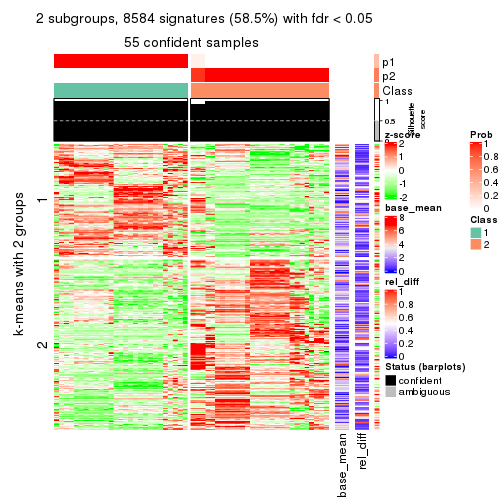 2 subgroups, 8584 signatures (58.5%) with fdr < 0.05
55 confident samples
p1
p2
Class
1
0.5
0
Silhouette
score
k-means with 2 groups
1
2
base_mean
rel_diff
z-score
2
1
0
-1
-2
base_mean
8
6
4
2
0
rel_diff
1
0.8
0.6
0.4
0.2
0
Status (barplots)
confident
ambiguous
Prob
1
0.8
0.6
0.4
0.2
0
Class
1
2